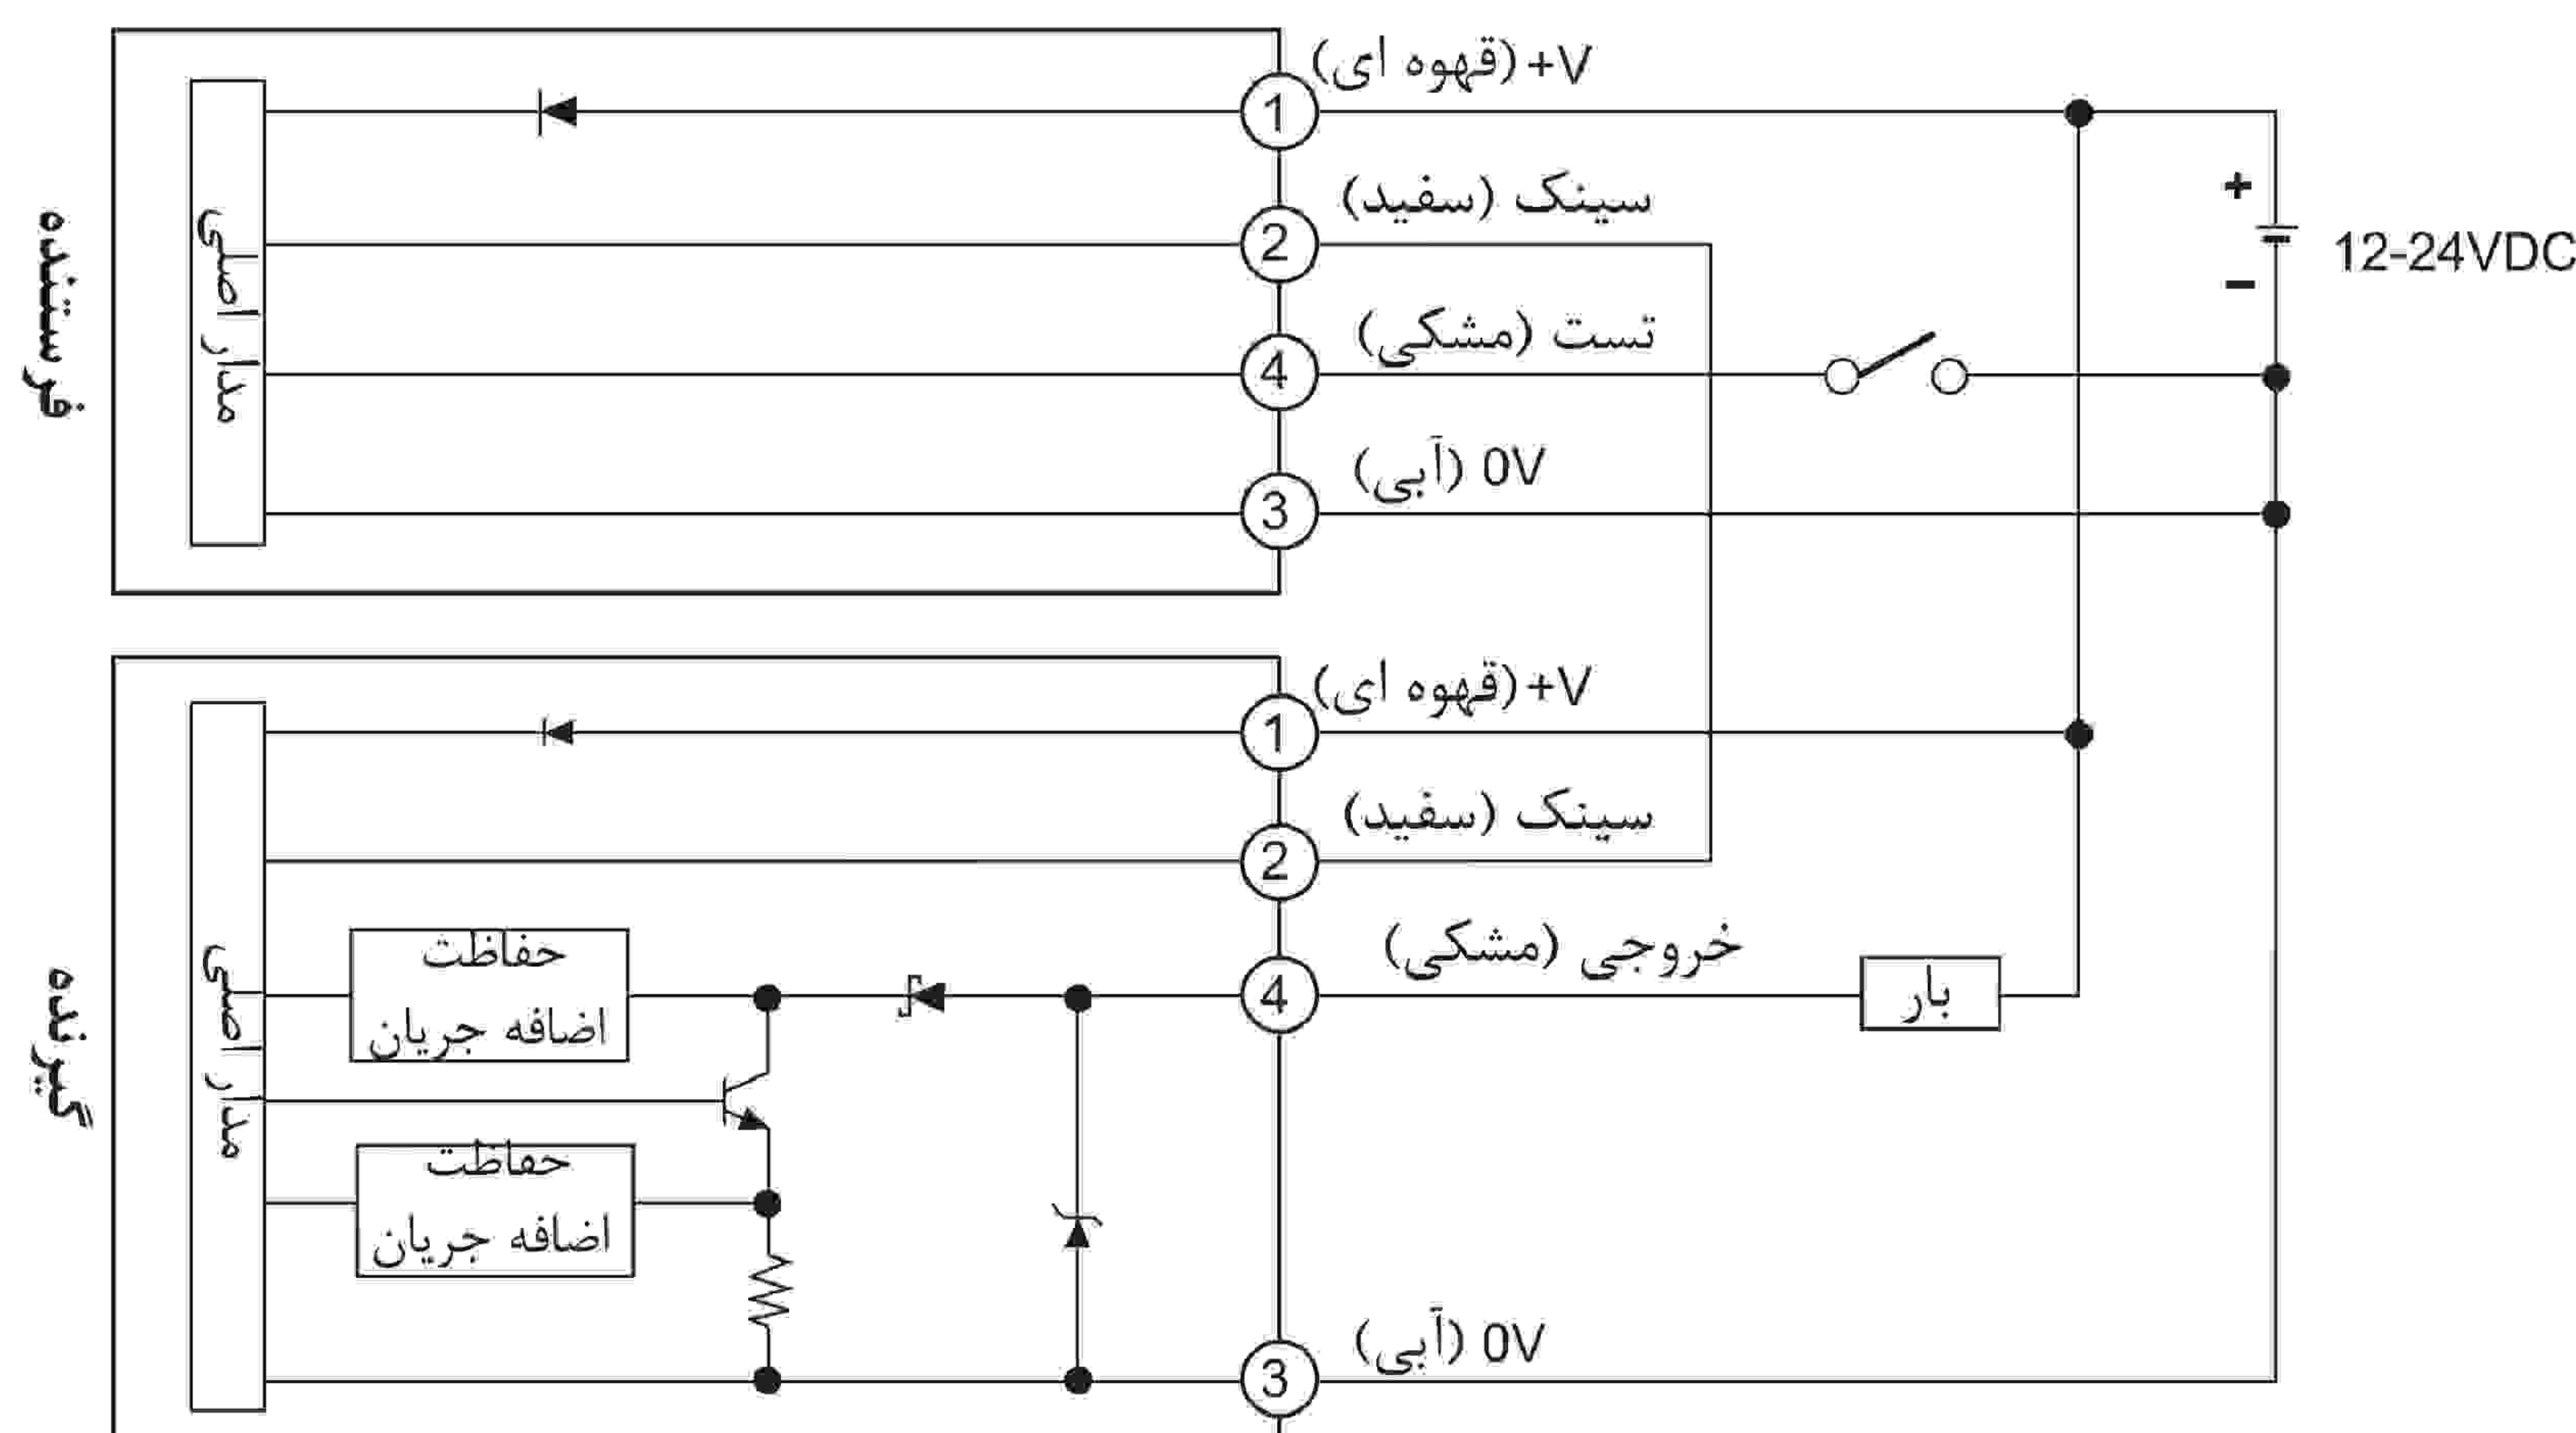 فرستنده
مدار اصلی
1
(قهوه ای)+V
2
سینک (سفید)
4
تست (مشکی)
3
(آبی) 0V
+
12-24VDC
-
گیرنده
مدار اصی
1
(قهوه ای)+V
2
سینک (سفید)
حفاظت
اضافه جریان
4
خروجی (مشکی)
بار
حفاظت
اضافه جریان
3
(آبی) 0V